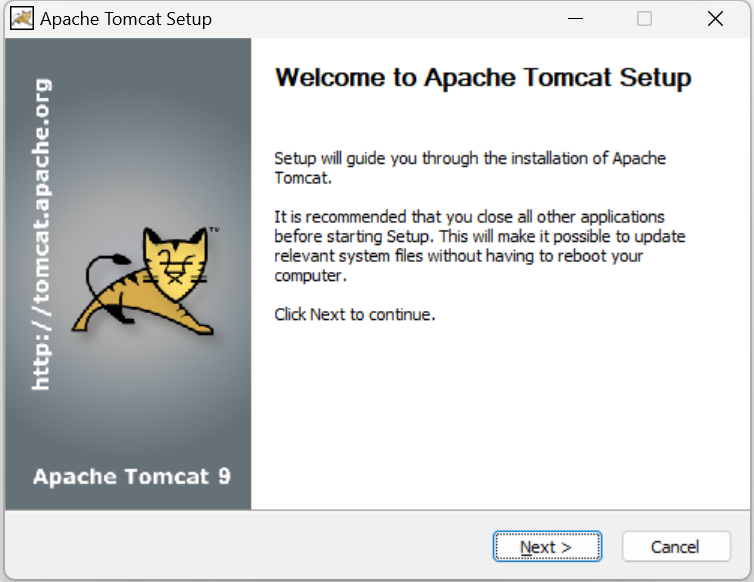 Apache Tomcat Setup
http://tomcat.apache.org
TM
Apache Tomcat 9
Welcome to Apache Tomcat Setup
Setup will guide you through the installation of Apache
Tomcat.
It is recommended that you close all other applications
before starting Setup. This will make it possible to update
relevant system files without having to reboot your
computer.
Click Next to continue.
Next >
Cancel